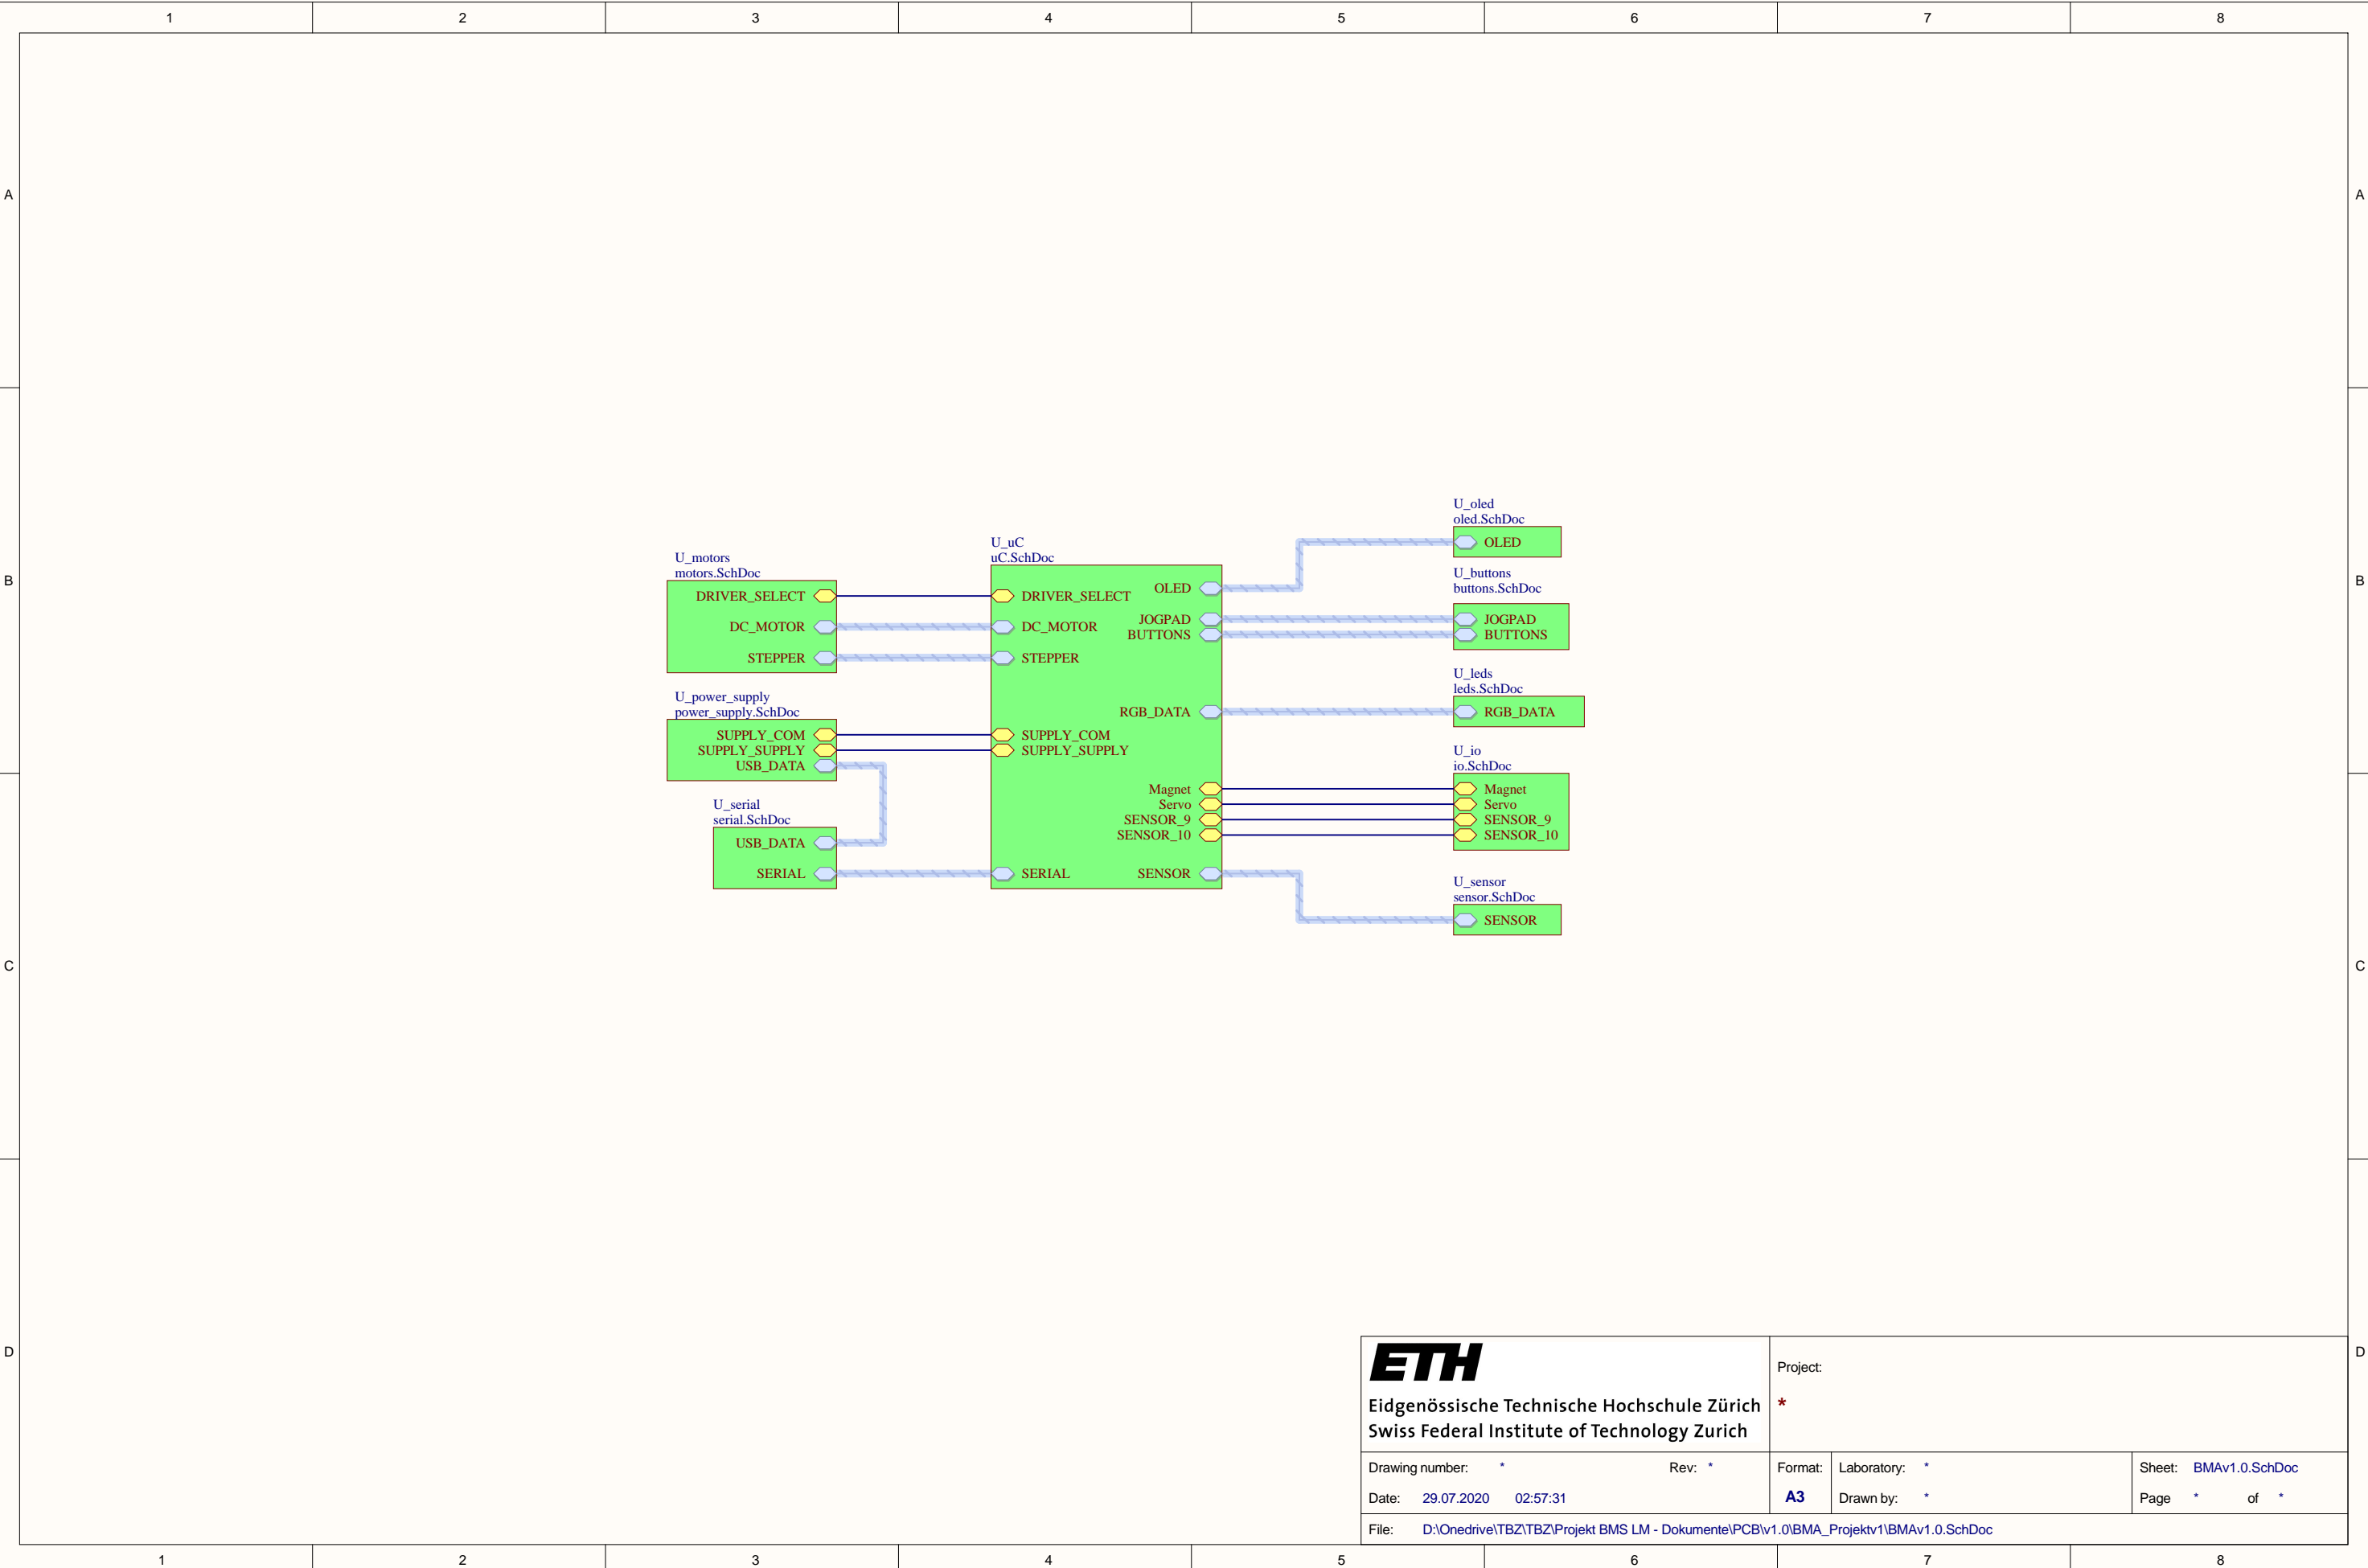 1 2 3 4 5 6 7 8
A A
B B
C C
D D
U_motors
motors.SchDoc
DRIVER_SELECT
DC_MOTOR
STEPPER
U_power_supply
power_supply.SchDoc
SUPPLY_COM
SUPPLY_SUPPLY
USB_DATA
U_serial
serial.SchDoc
USB_DATA
SERIAL
U_uC
uC.SchDoc
DRIVER_SELECT
DC_MOTOR
STEPPER
SUPPLY_COM
SUPPLY_SUPPLY
SERIAL
OLED
JOGPAD
BUTTONS
RGB_DATA
Magnet
Servo
SENSOR_9
SENSOR_10
SENSOR
U_oled
oled.SchDoc
OLED
U_buttons
buttons.SchDoc
JOGPAD
BUTTONS
U_leds
leds.SchDoc
RGB_DATA
U_io
io.SchDoc
Magnet
Servo
SENSOR_9
SENSOR_10
U_sensor
sensor.SchDoc
SENSOR
ETH
Eidgenössische Technische Hochschule Zürich
Swiss Federal Institute of Technology Zurich
Project:
*
Drawing number: * Rev: *
Date: 29.07.2020 02:57:31
Format:
A3
Laboratory: *
Drawn by: *
Sheet: BMAv1.0.SchDoc
Page * of *
File: D:\Onedrive\TBZ\TBZ\Projekt BMS LM - Dokumente\PCB\v1.0\BMA_Projektv1\BMAv1.0.SchDoc
1 2 3 4 5 6 7 8